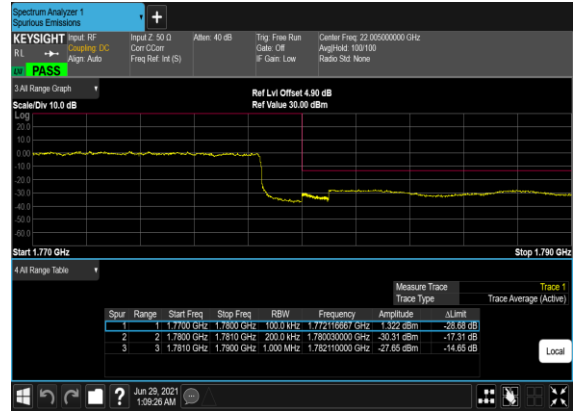 Spectrum Analyzer 1
Spurious Emissions
KEYSIGHT Input: RF Input Z: 50 Ω Atten: 40 dB Trig: Free Run Center Freq: 22.005000000 GHz
RL Coupling: DC Corr CCorr Gate: Off Avg|Hold: 100/100
Align: Auto Freq Ref: Int (S) IF Gain: Low Radio Std: None
PASS
3 All Range Graph
Ref Lvl Offset 4.90 dB
Scale/Div 10.0 dB Ref Value 30.00 dBm
Log
20.0
10.0
0.00
-10.0
-20.0
-30.0
-40.0
-50.0
-60.0
Start 1.770 GHz Stop 1.790 GHz
4 All Range Table
Measure Trace Trace 1
Trace Type Trace Average (Active)
Spur Range Start Freq Stop Freq RBW Frequency Amplitude ΔLimit
1 1 1.7700 GHz 1.7800 GHz 100.0 kHz 1.772116667 GHz 1.322 dBm -28.68 dB
2 2 1.7800 GHz 1.7810 GHz 200.0 kHz 1.780030000 GHz -30.31 dBm -17.31 dB
3 3 1.7810 GHz 1.7900 GHz 1.000 MHz 1.782110000 GHz -27.65 dBm -14.65 dB
Local
Jun 29, 2021
1:09:26 AM